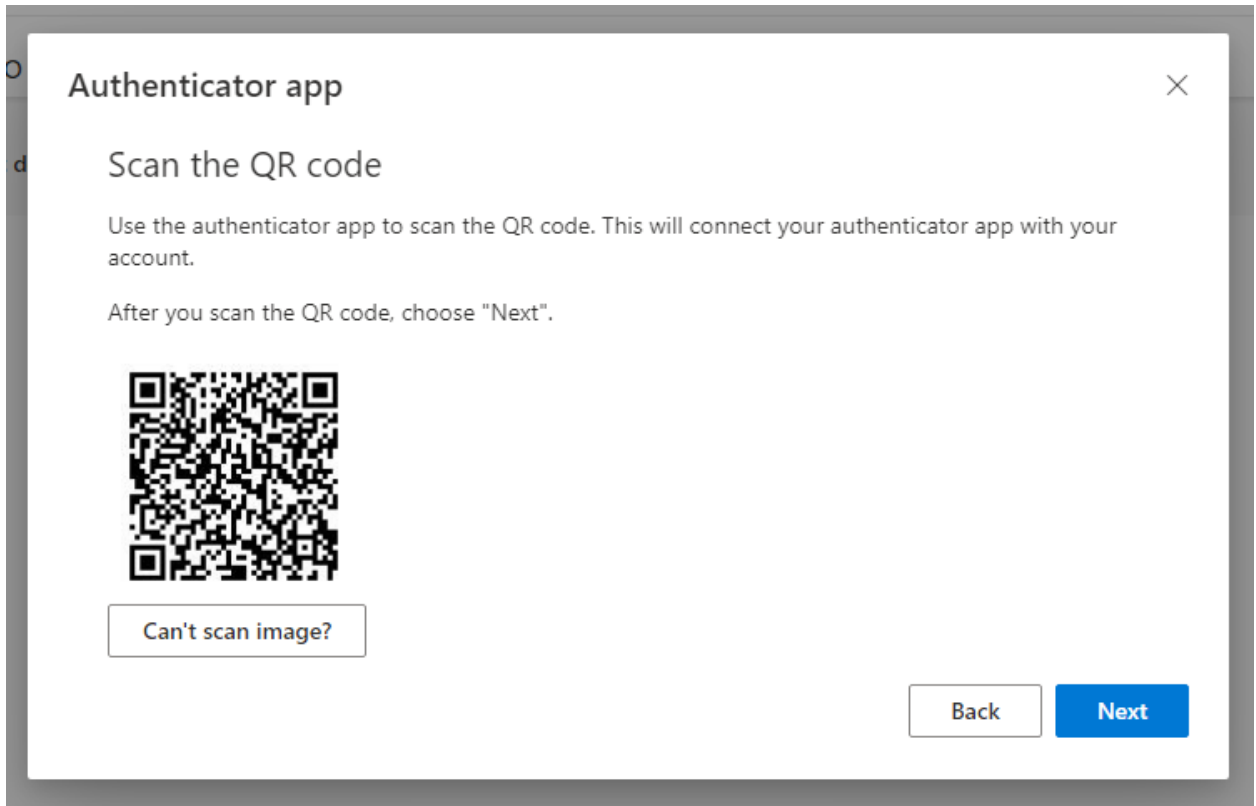 o
Authenticator app
d
Scan the QR code
Use the authenticator app to scan the QR code. This will connect your authenticator app with your
account.
After you scan the QR code, choose "Next".
Can't scan image?
Back
Next